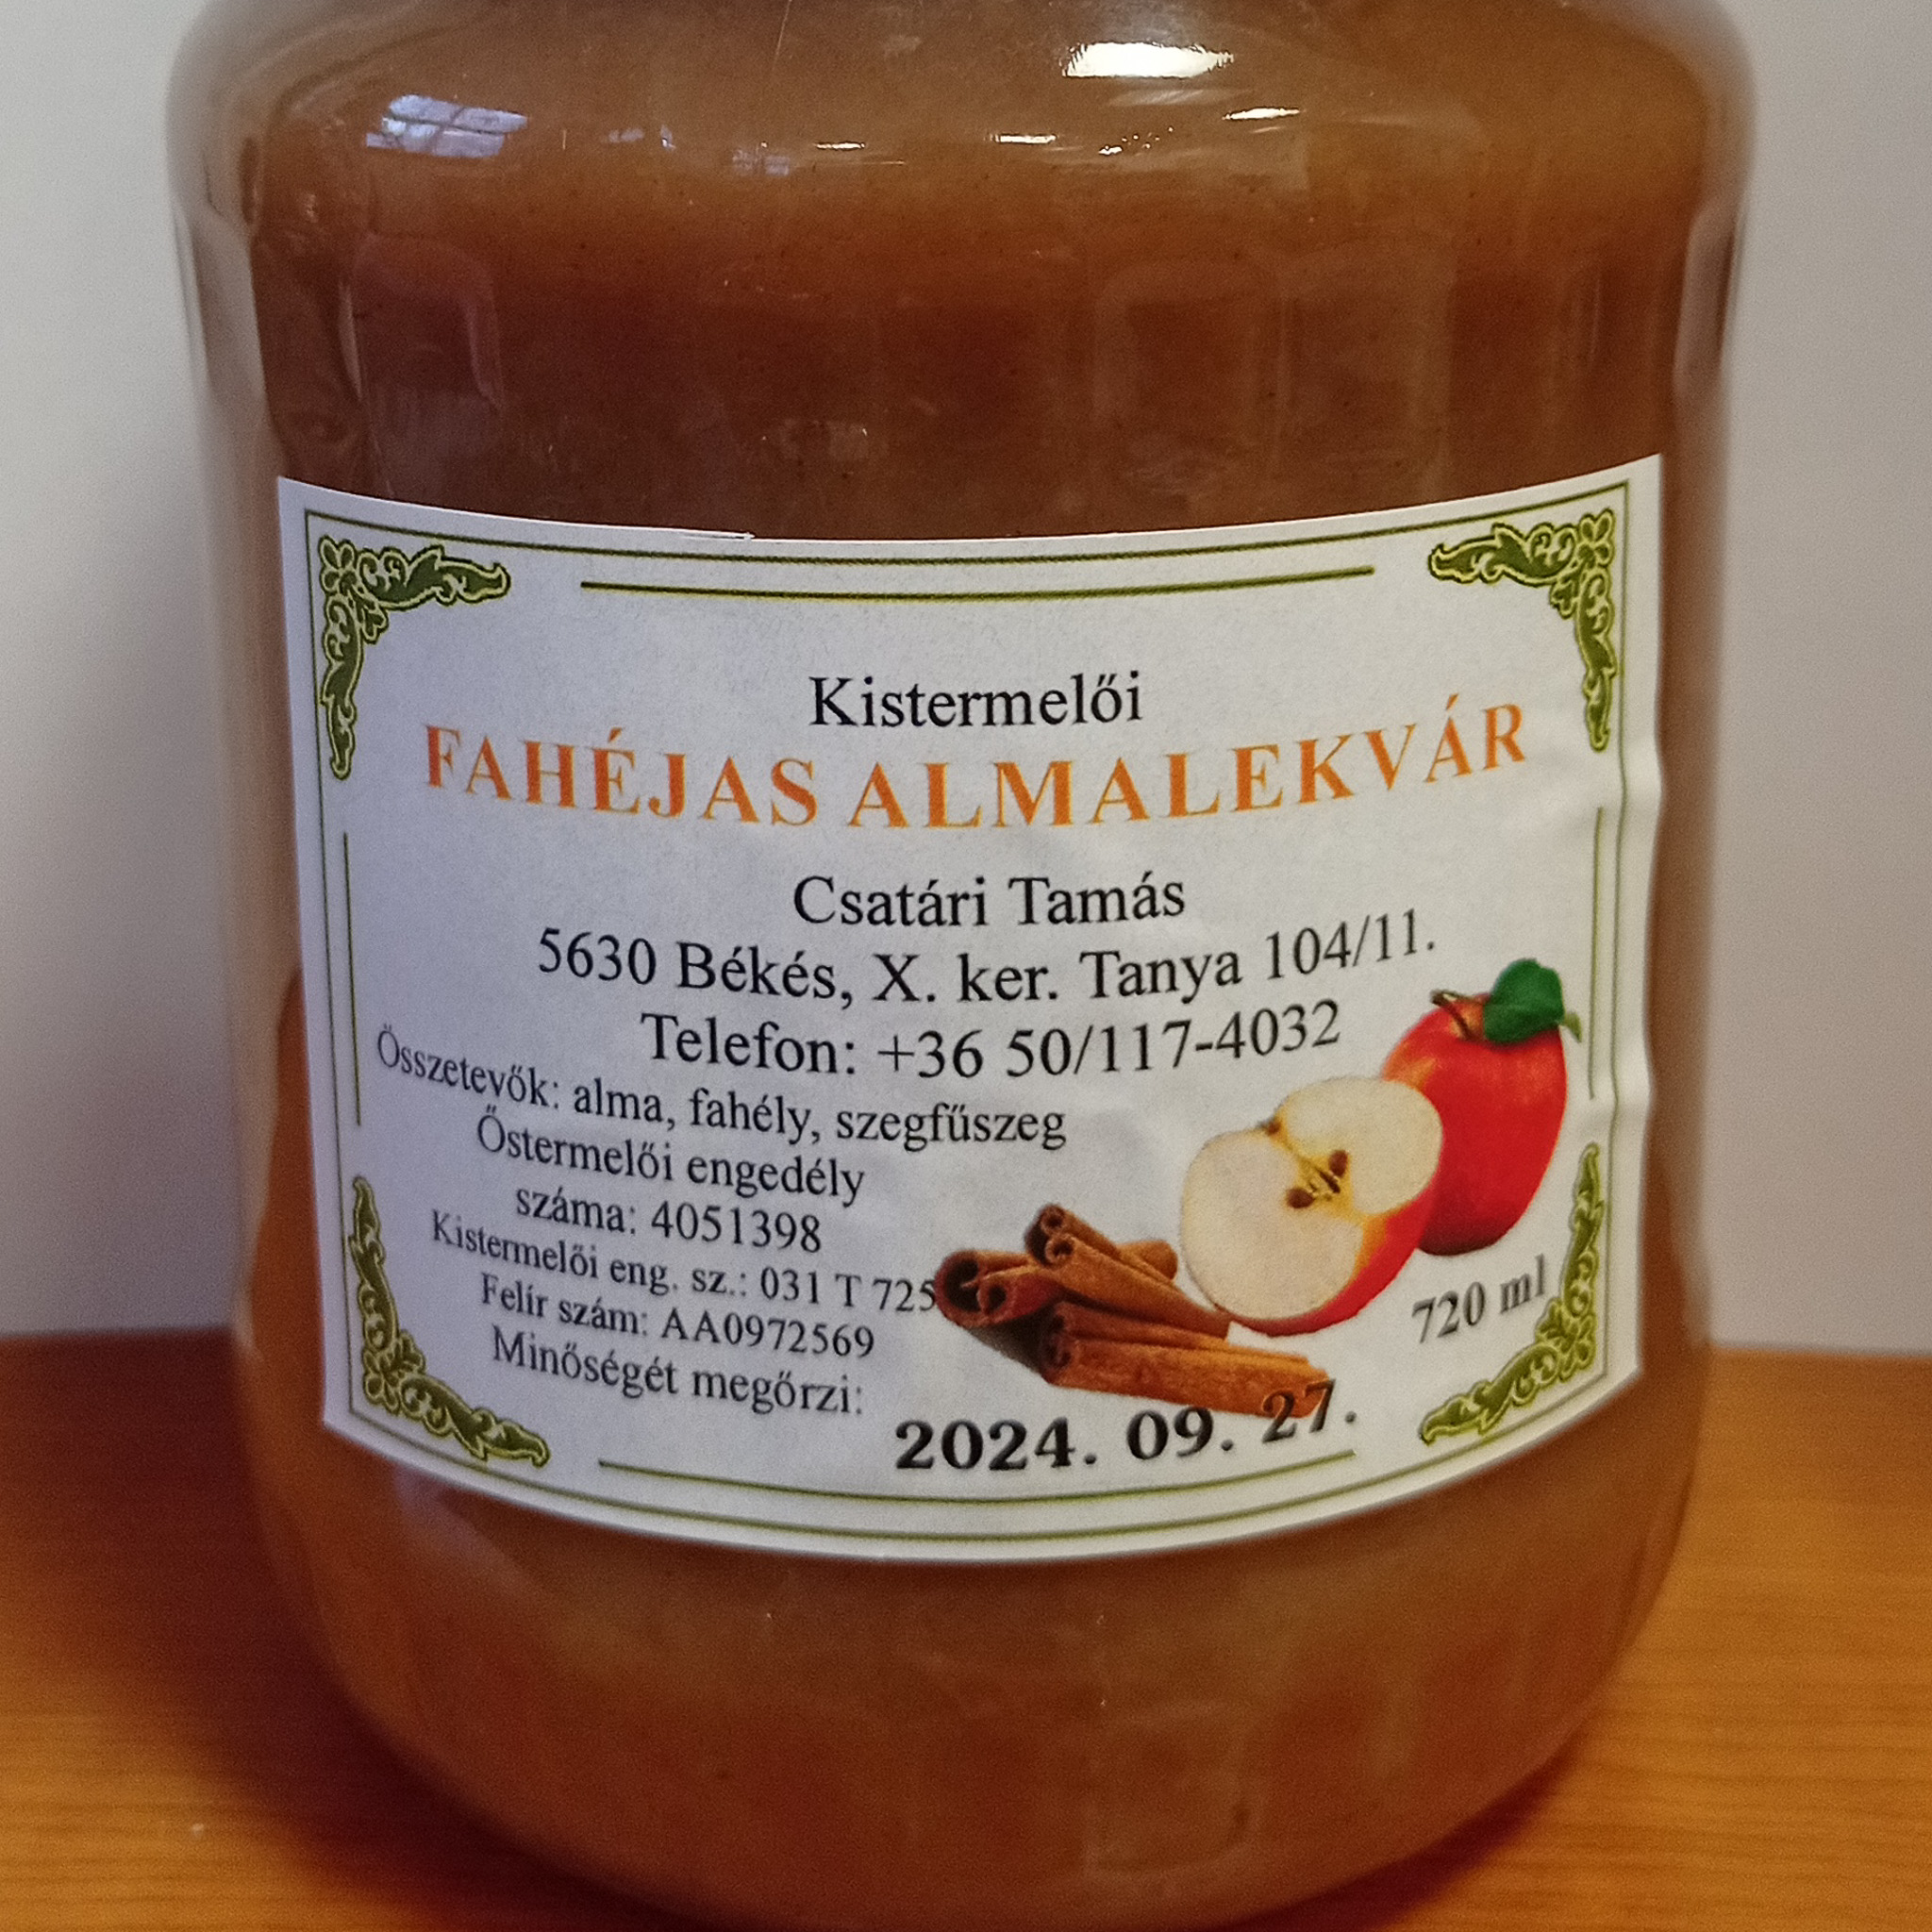 Kistermelői
FAHÉJAS ALMALEKVÁR
Csatári Tamás
5630 Békés, X. ker. Tanya 104/11.
Telefon: +36 50/117-4032
Összetevők: alma, fahély, szegfűszeg
Őstermelői engedély
száma: 4051398
Kistermelői eng. sz.: 031 T 725
Felír szám: AA0972569
720 ml
Minőségét megőrzi:
2024. 09. 27.